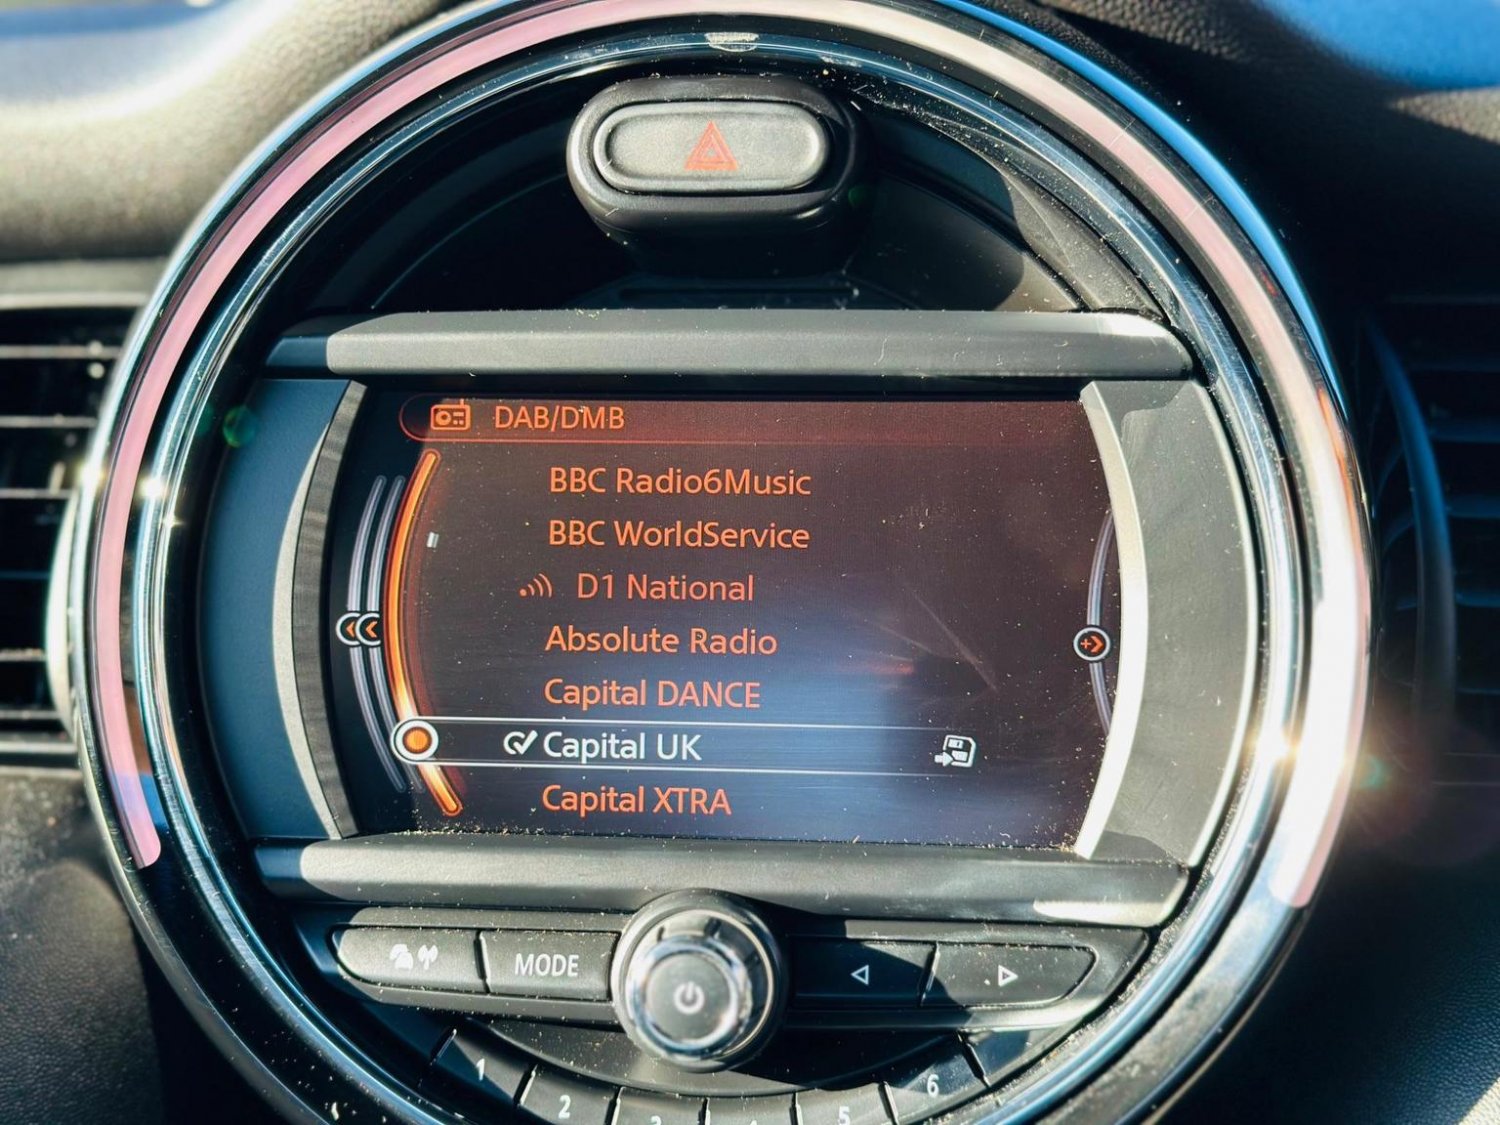 DAB/DMB
BBC Radio6Music
BBC WorldService
D1 National
Absolute Radio
Capital DANCE
Capital UK
Capital XTRA
MODE
1
2
3
5
6